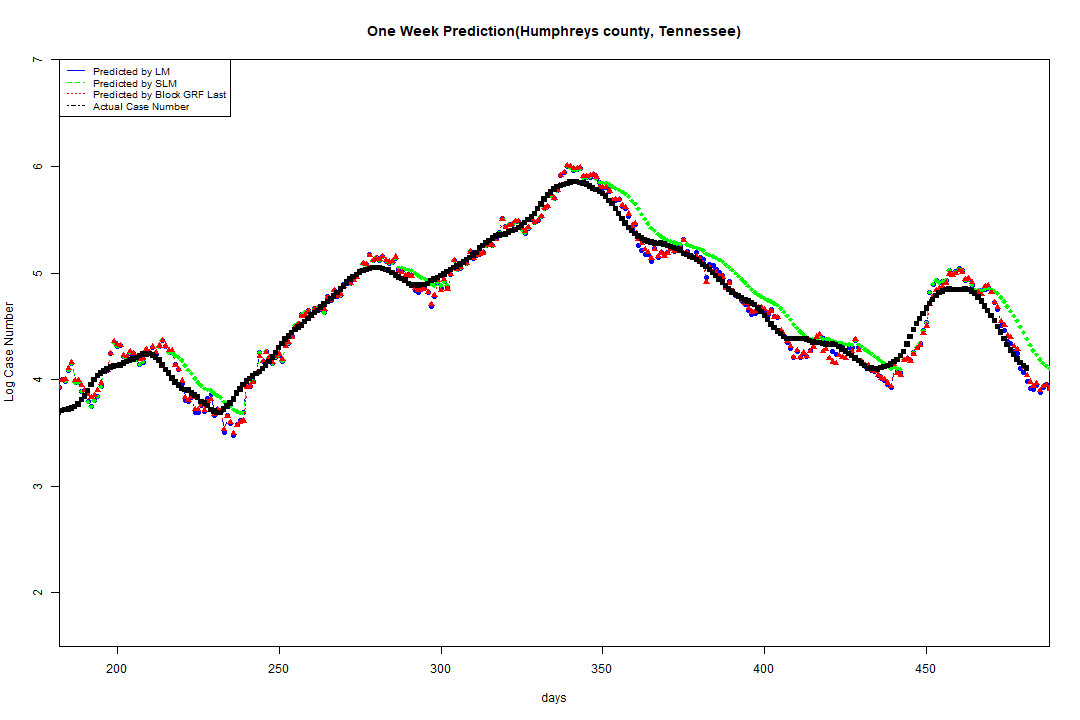 One Week Prediction(Humphreys county, Tennessee)
Predicted by LM
Predicted by SLM
Predicted by Block GRF Last
Actual Case Number
7
6
5
4
3
2
Log Case Number
200 250 300 350 400 450
days